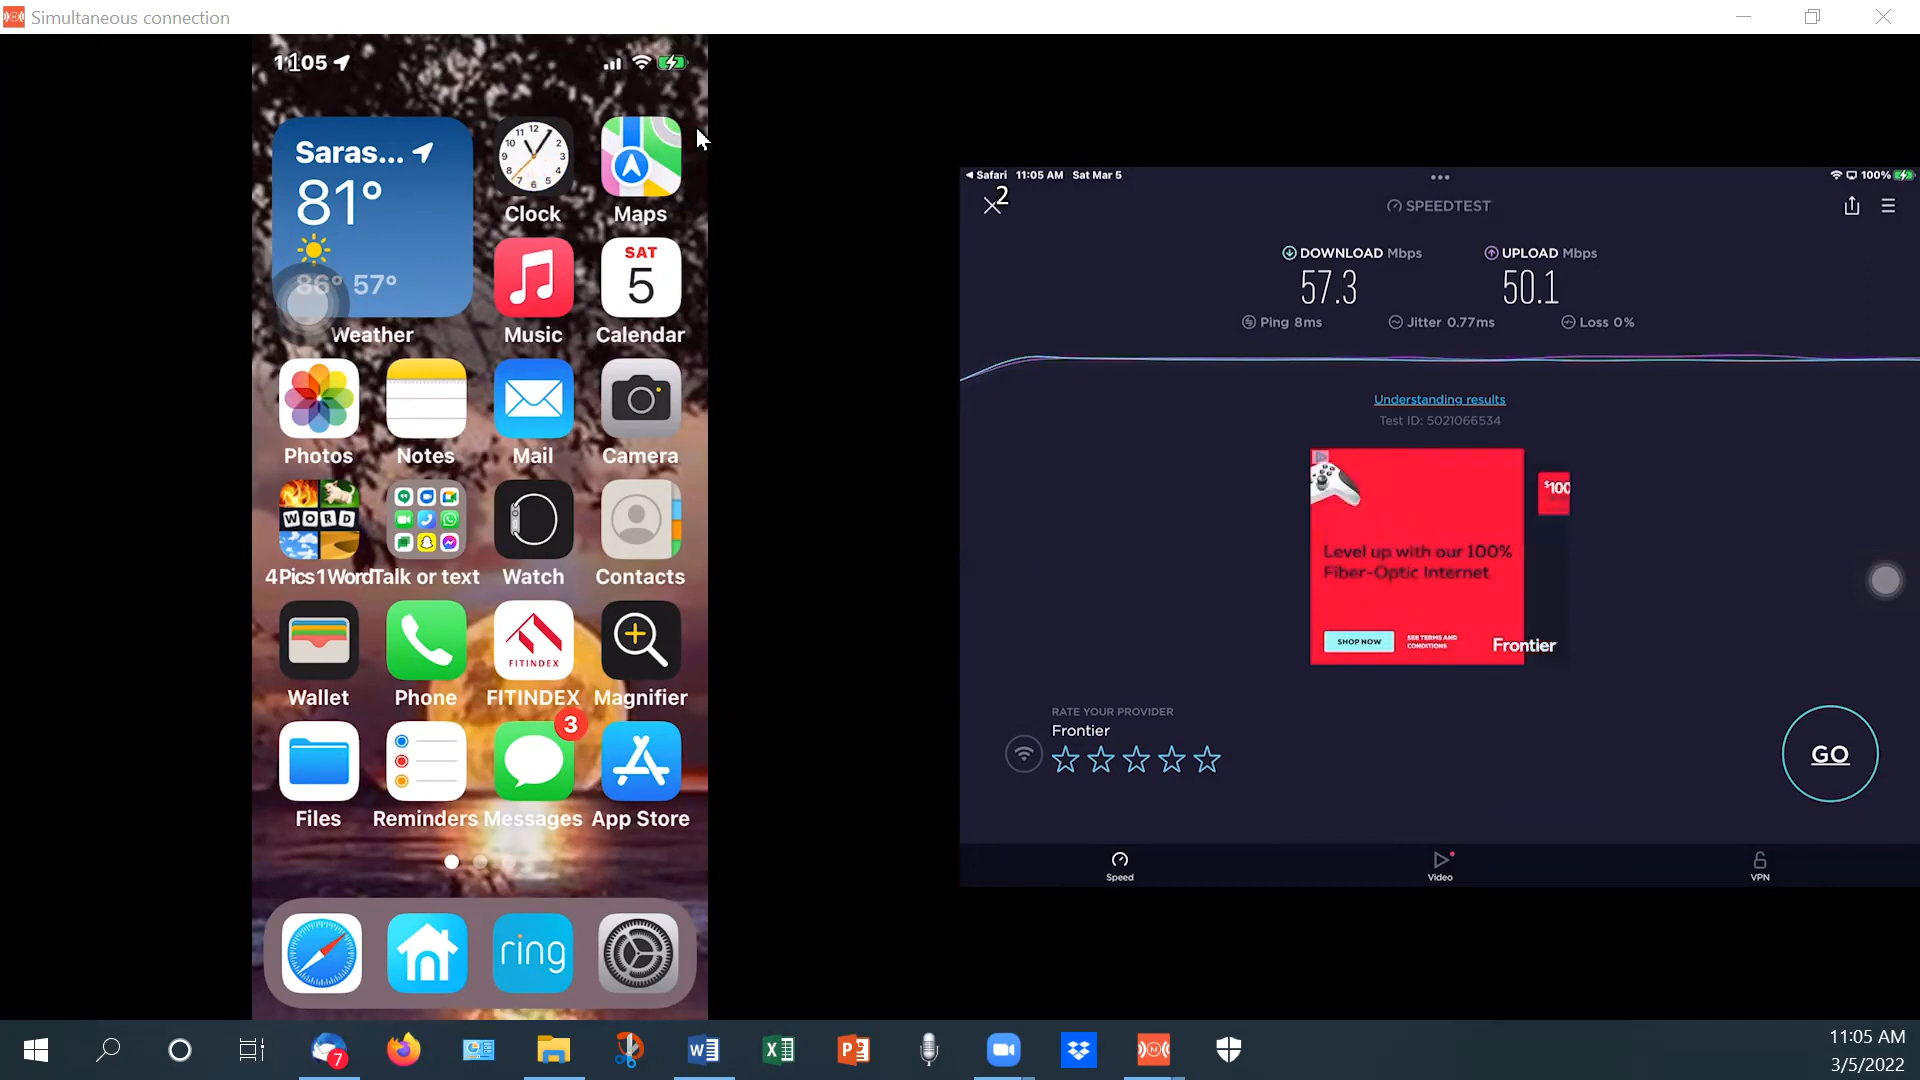 Simultaneous connection
11:05
Saras...
81°
86° 57°
Weather
Clock
Maps
Music
SAT
5
Calendar
Photos
Notes
Mail
Camera
WORD
4Pics1Word
Talk or text
Watch
Contacts
Wallet
Phone
FITINDEX
FITINDEX
Magnifier
Files
Reminders
3
Messages
App Store
ring
Safari 11:05 AM Sat Mar 5
100%
2
SPEEDTEST
DOWNLOAD Mbps
57.3
UPLOAD Mbps
50.1
Ping 8ms
Jitter 0.77ms
Loss 0%
Understanding results
Test ID: 5021066534
Level up with our 100%
Fiber-Optic Internet
SHOP NOW
SEE TERMS AND
CONDITIONS
Frontier
$100
RATE YOUR PROVIDER
Frontier
GO
Speed
Video
VPN
7
11:05 AM
3/5/2022